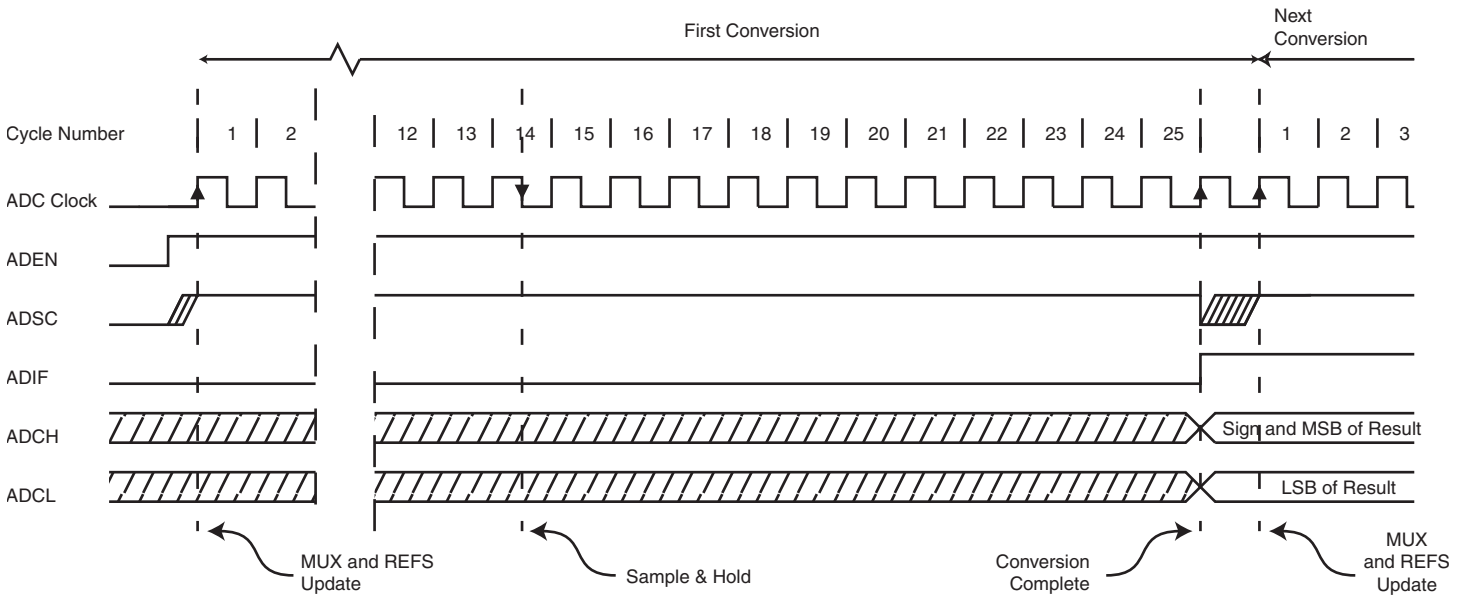 First Conversion
Next
Conversion
Cycle Number 1 2 12 13 14 15 16 17 18 19 20 21 22 23 24 25 1 2 3
ADC Clock
ADEN
ADSC
ADIF
ADCH Sign and MSB of Result
ADCL LSB of Result
MUX and REFS
Update
Sample & Hold
Conversion
Complete
MUX
and REFS
Update